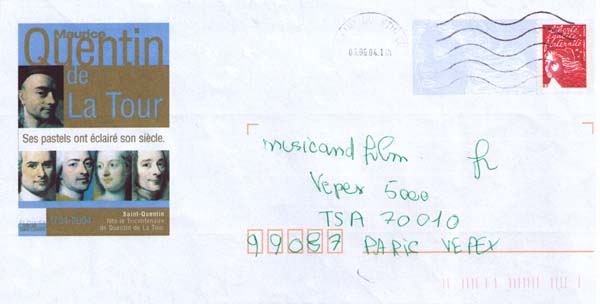 Maurice
Quentin
de
La Tour
Ses pastels ont éclairé son siècle.
1704-2004
Saint-Quentin
fête le tricentenaire
de Quentin de La Tour
Liberté
Égalité
Fraternité
musicand film
Vepex 5000
TSA 70010
99087 PARIC VEPEX